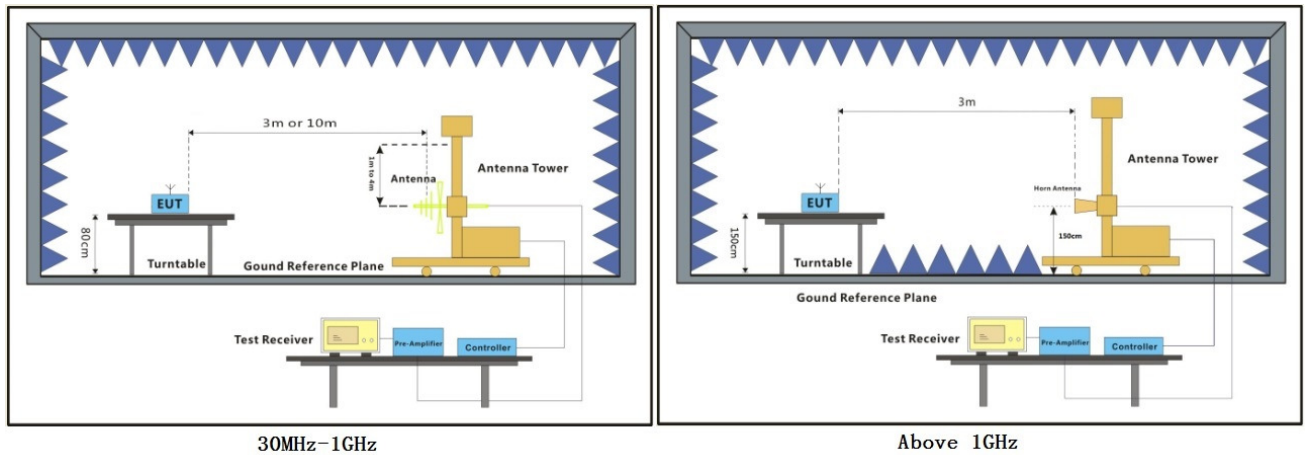 3m or 10m
1m to 4m
Antenna Tower
Antenna
EUT
80cm
Turntable
Gound Reference Plane
Test Receiver
Pre-Amplifier
Controller
30MHz-1GHz
3m
Antenna Tower
Horn Antenna
EUT
150cm
150cm
Turntable
Gound Reference Plane
Test Receiver
Pre-Amplifier
Controller
Above 1GHz